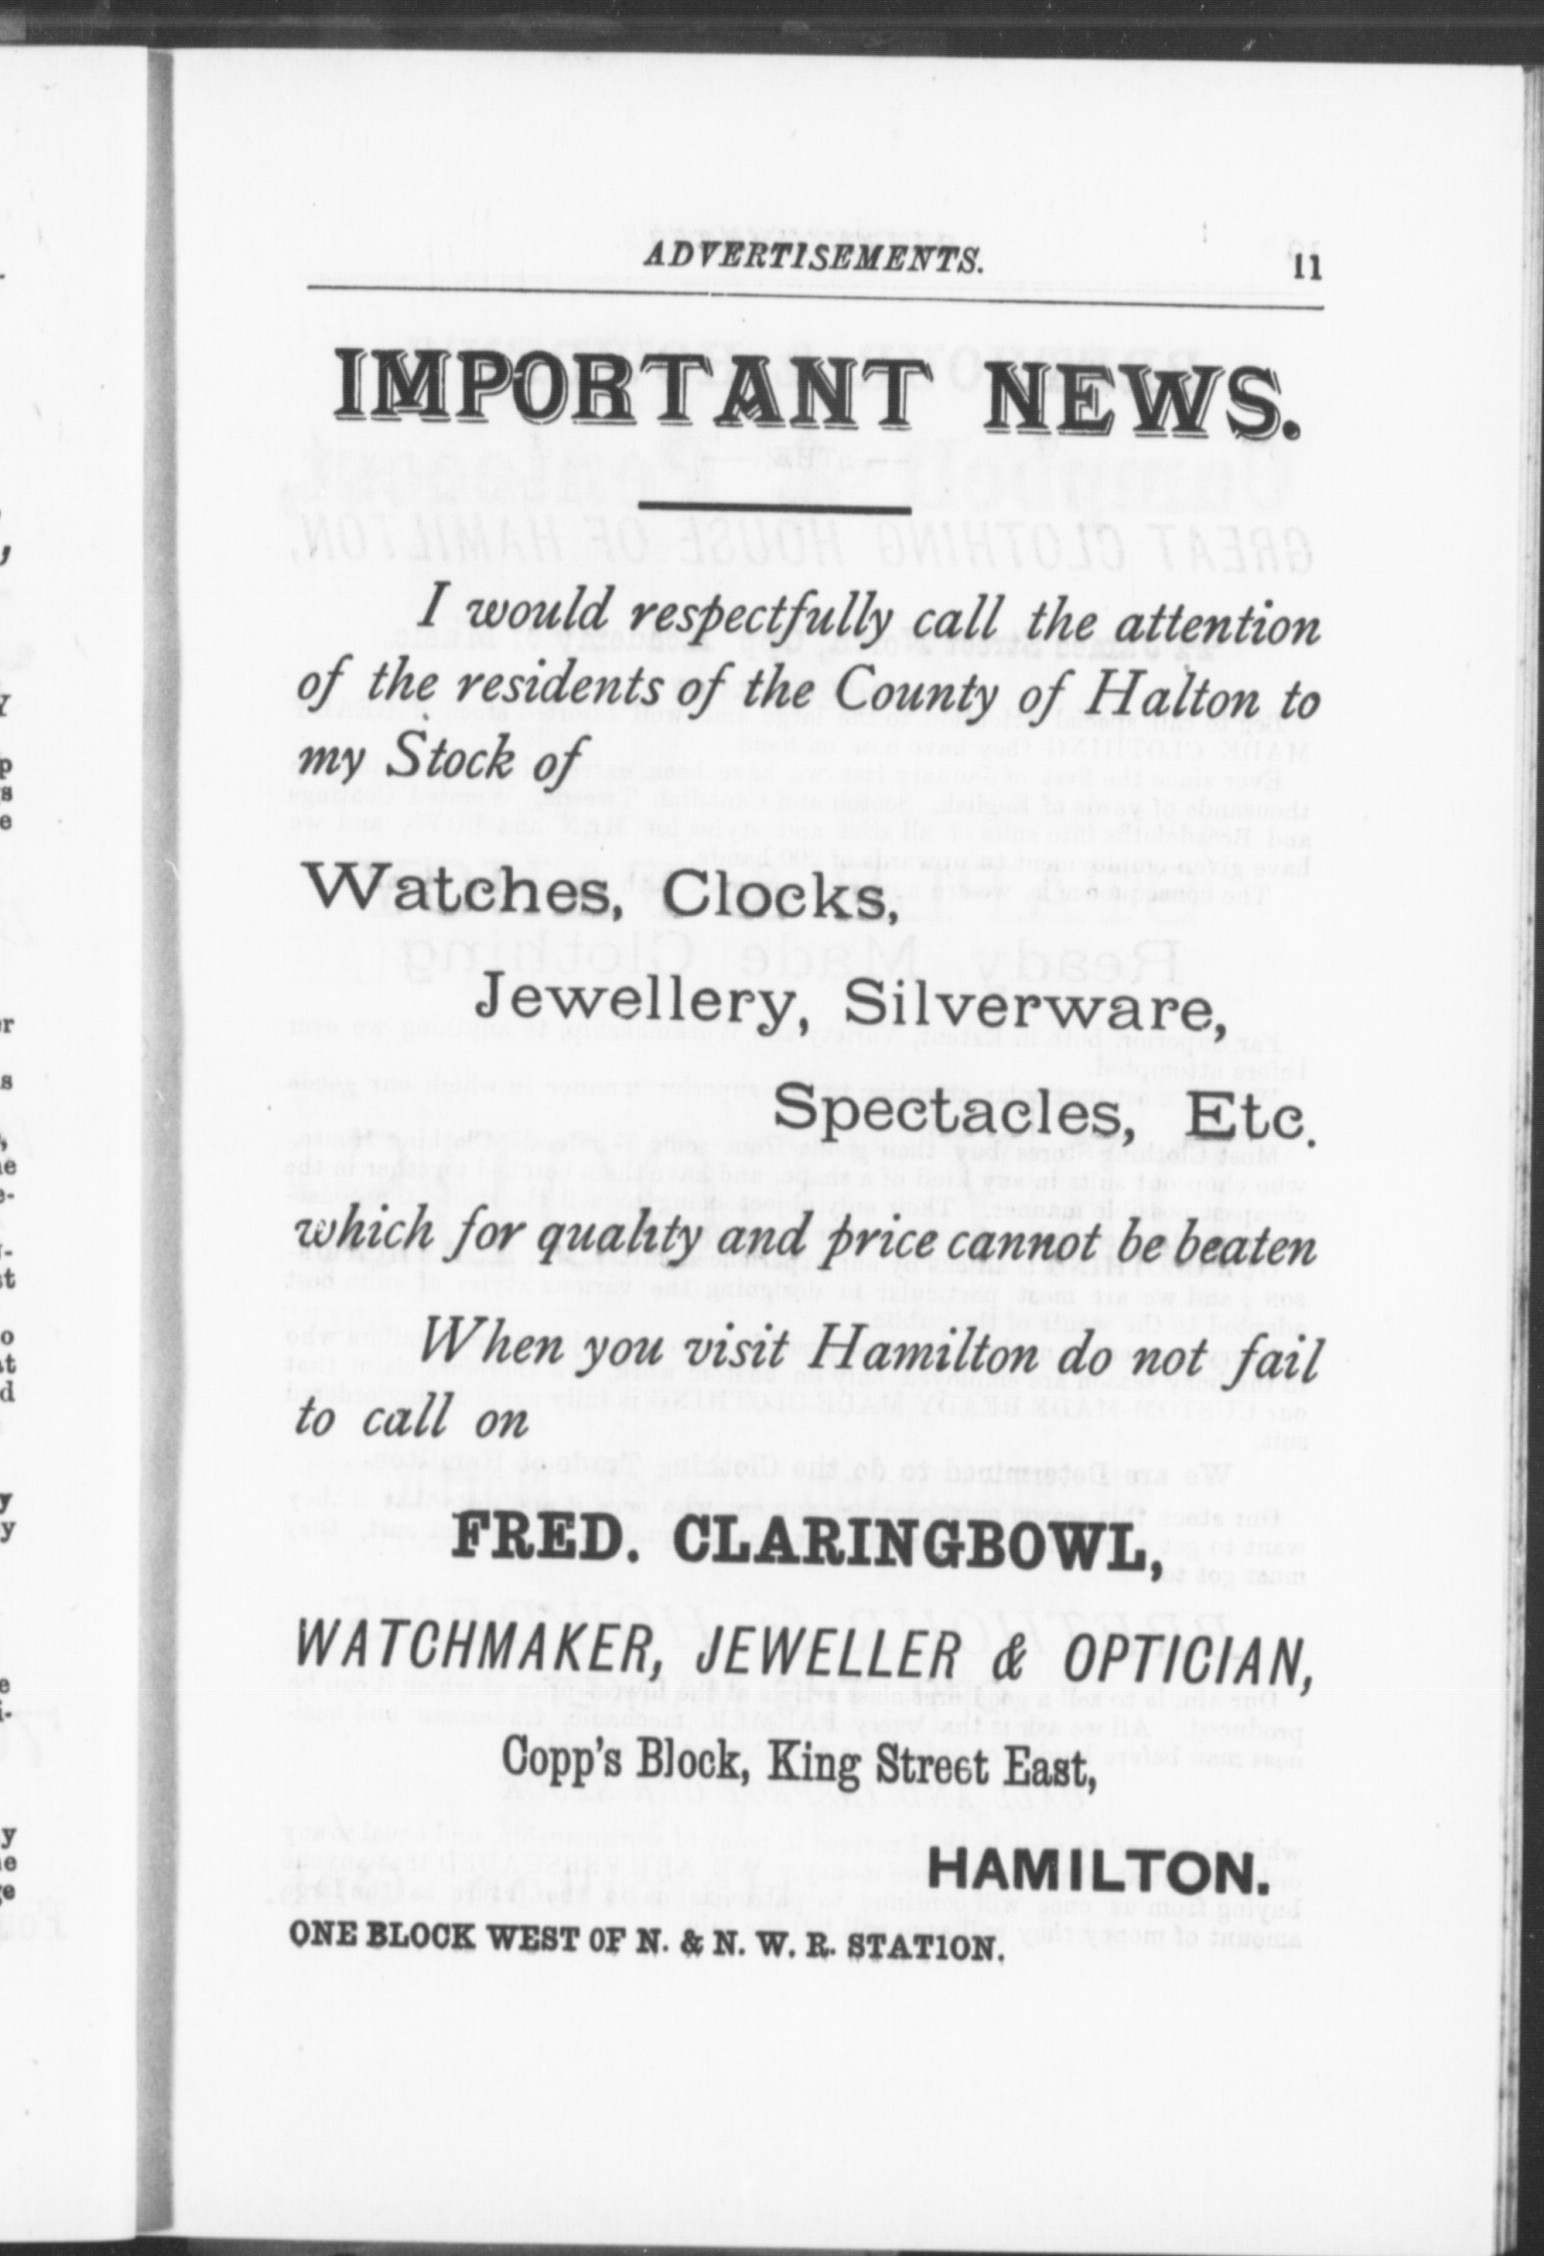 ADVERTISEMENTS. 11
IMPORTANT NEWS.
I would respectfully call the attention
of the residents of the County of Halton to
my Stock of
Watches, Clocks,
Jewellery, Silverware,
Spectacles, Etc.
which for quality and price cannot be beaten
When you visit Hamilton do not fail
to call on
FRED. CLARINGBOWL,
WATCHMAKER, JEWELLER & OPTICIAN,
Copp's Block, King Street East,
HAMILTON.
ONE BLOCK WEST OF N. & N. W. R. STATION.